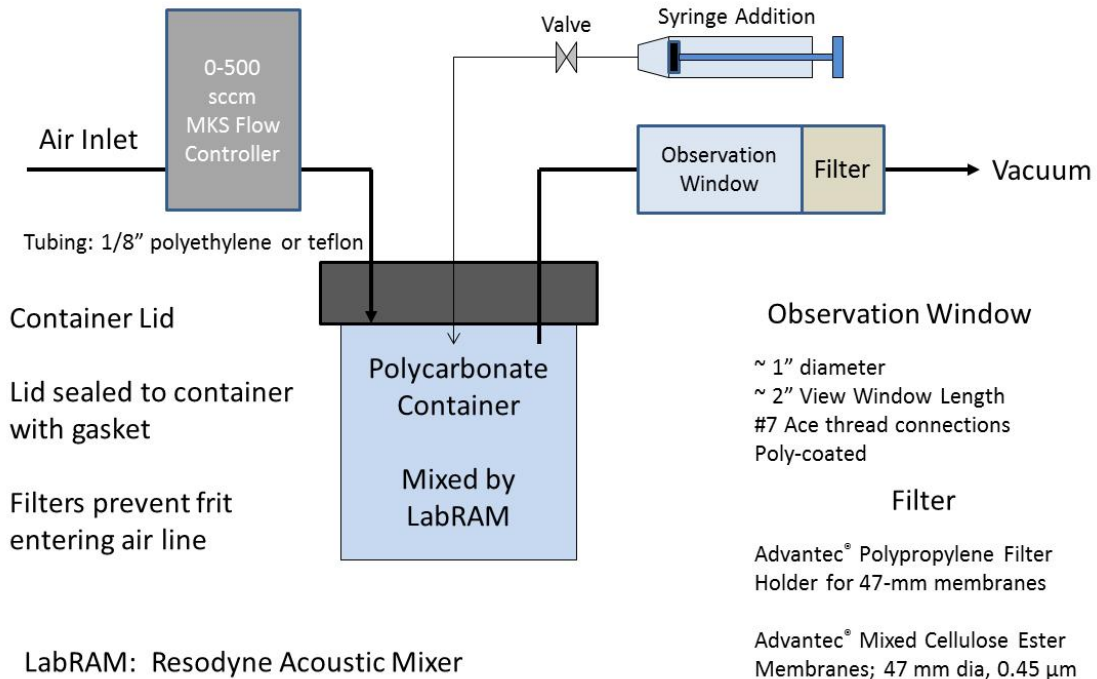 Syringe Addition
Valve
0-500
sccm
MKS Flow
Controller
Air Inlet
Observation
Window
Filter
Vacuum
Tubing: 1/8” polyethylene or teflon
Container Lid
Lid sealed to container
with gasket
Filters prevent frit
entering air line
Polycarbonate
Container
Mixed by
LabRAM
Observation Window
~ 1” diameter
~ 2” View Window Length
#7 Ace thread connections
Poly-coated
Filter
Advantec® Polypropylene Filter
Holder for 47-mm membranes
Advantec® Mixed Cellulose Ester
Membranes; 47 mm dia, 0.45 µm
LabRAM:  Resodyne Acoustic Mixer